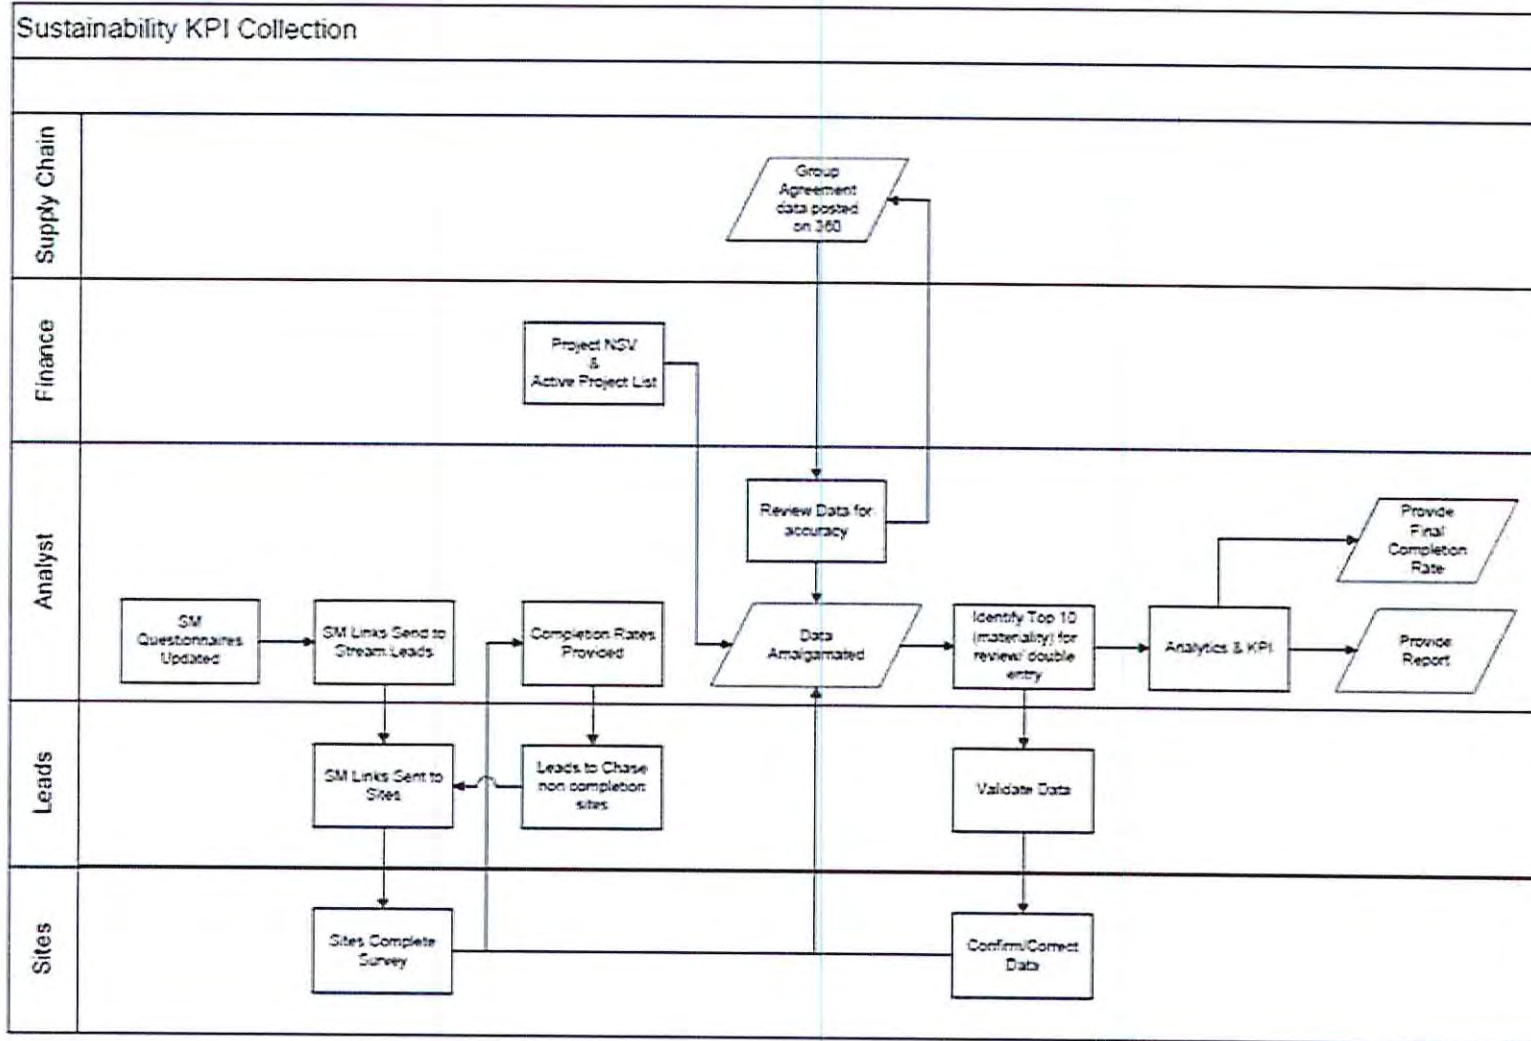 Sustainability KPI Collection
Supply Chain
Group
Agreement
data posted
on 360
Finance
Project NSV
&
Active Project List
Analyst
Review Data for
accuracy
Provide
Final
Completion
Rate
SM
Questionnaires
Updated
SM Links Send to
Stream Leads
Completion Rates
Provided
Data
Amalgamated
Identify Top 10
(materiality) for
review/ double
entry
Analytics & KPI
Provide
Report
Leads
SM Links Sent to
Sites
Leads to Chase
non completion
sites
Validate Data
Sites
Sites Complete
Survey
Confirm/Correct
Data